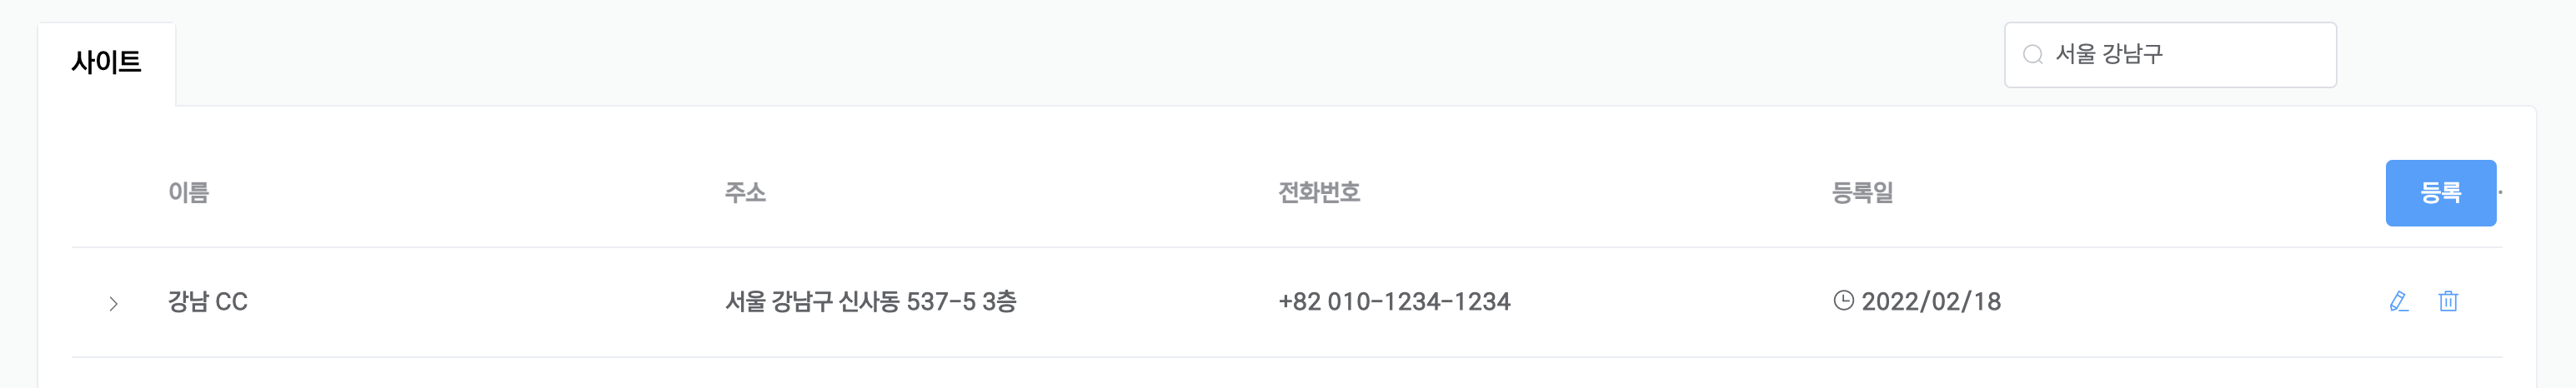 사이트
서울 강남구
이름 주소 전화번호 등록일 등록
강남 CC 서울 강남구 신사동 537-5 3층 +82 010-1234-1234 2022/02/18